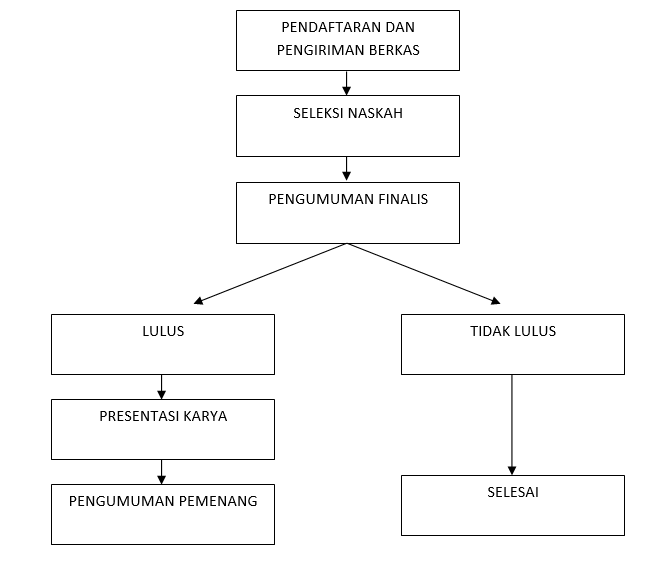 PENDAFTARAN DAN
PENGIRIMAN BERKAS
SELEKSI NASKAH
PENGUMUMAN FINALIS
LULUS
TIDAK LULUS
PRESENTASI KARYA
PENGUMUMAN PEMENANG
SELESAI